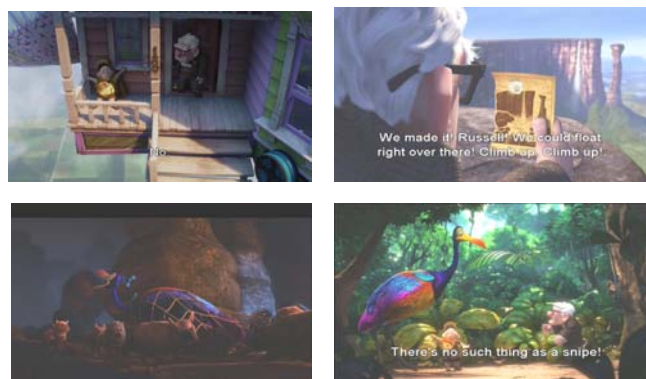 No
We made it! Russell! We could float
right over there! Climb up. Climb up!
There's no such thing as a snipe!